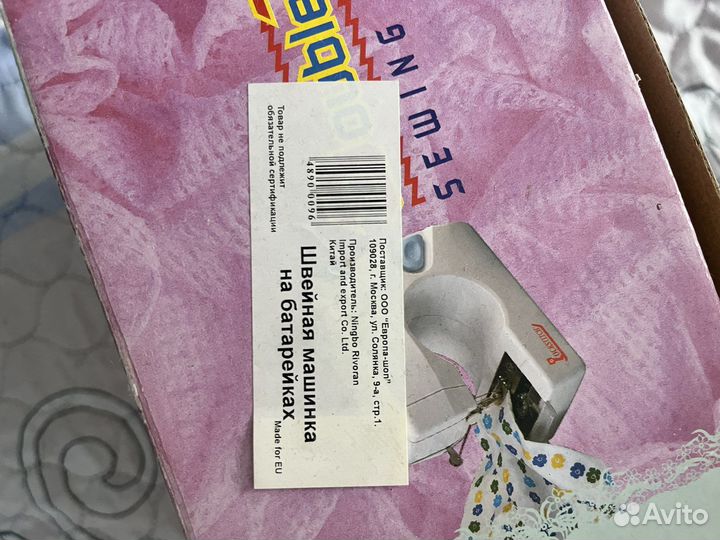 SEWING
Товар не подлежит
обязательной сертификации
48900096
Поставщик: ООО "Европа-шоп"
109028, г. Москва, ул. Солянка, 9-а, стр.1.
Производитель: Ningbo Rivoran
Import and export Co. Ltd.
Китай
Швейная машинка
на батарейках
Made for EU
Avito